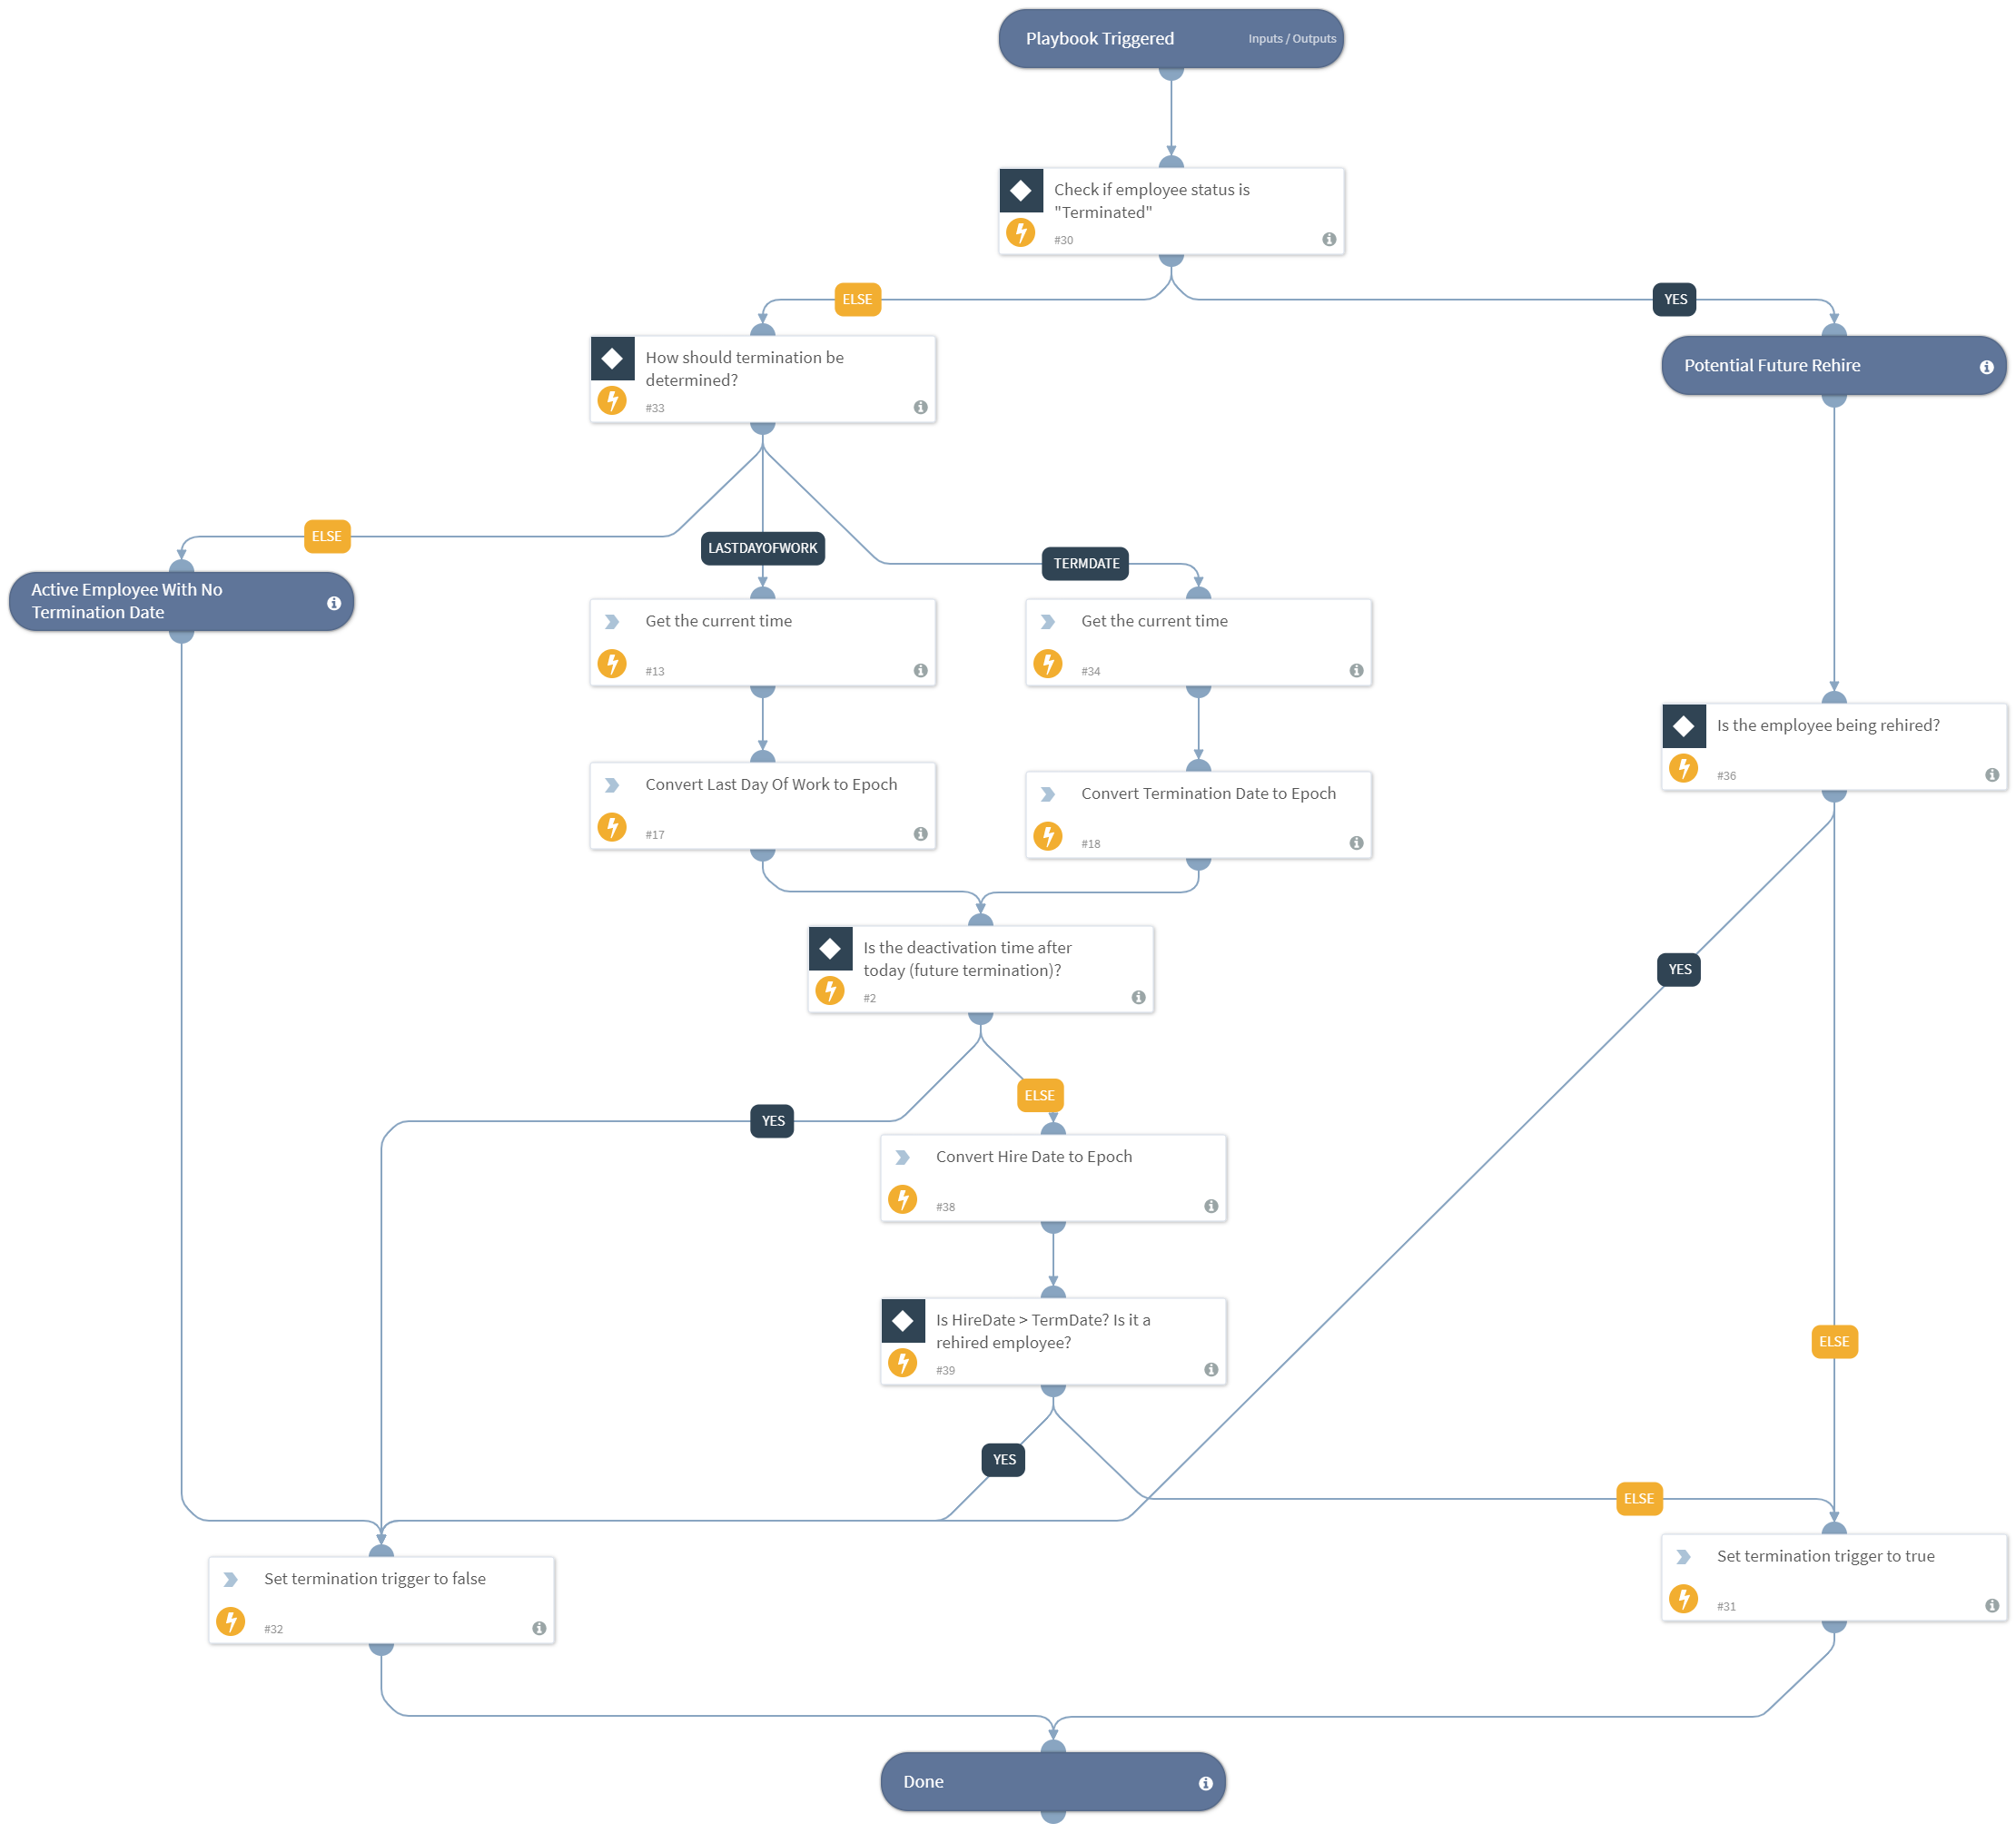 Playbook Triggered
Inputs / Outputs
Check if employee status is
"Terminated"
#30
ELSE
YES
How should termination be
determined?
#33
Potential Future Rehire
ELSE
LASTDAYOFWORK
TERMDATE
Active Employee With No
Termination Date
Get the current time
#13
Get the current time
#34
Is the employee being rehired?
#36
Convert Last Day Of Work to Epoch
#17
Convert Termination Date to Epoch
#18
Is the deactivation time after
today (future termination)?
#2
YES
ELSE
YES
Convert Hire Date to Epoch
#38
Is HireDate > TermDate? Is it a
rehired employee?
#39
ELSE
YES
ELSE
Set termination trigger to false
#32
Set termination trigger to true
#31
Done